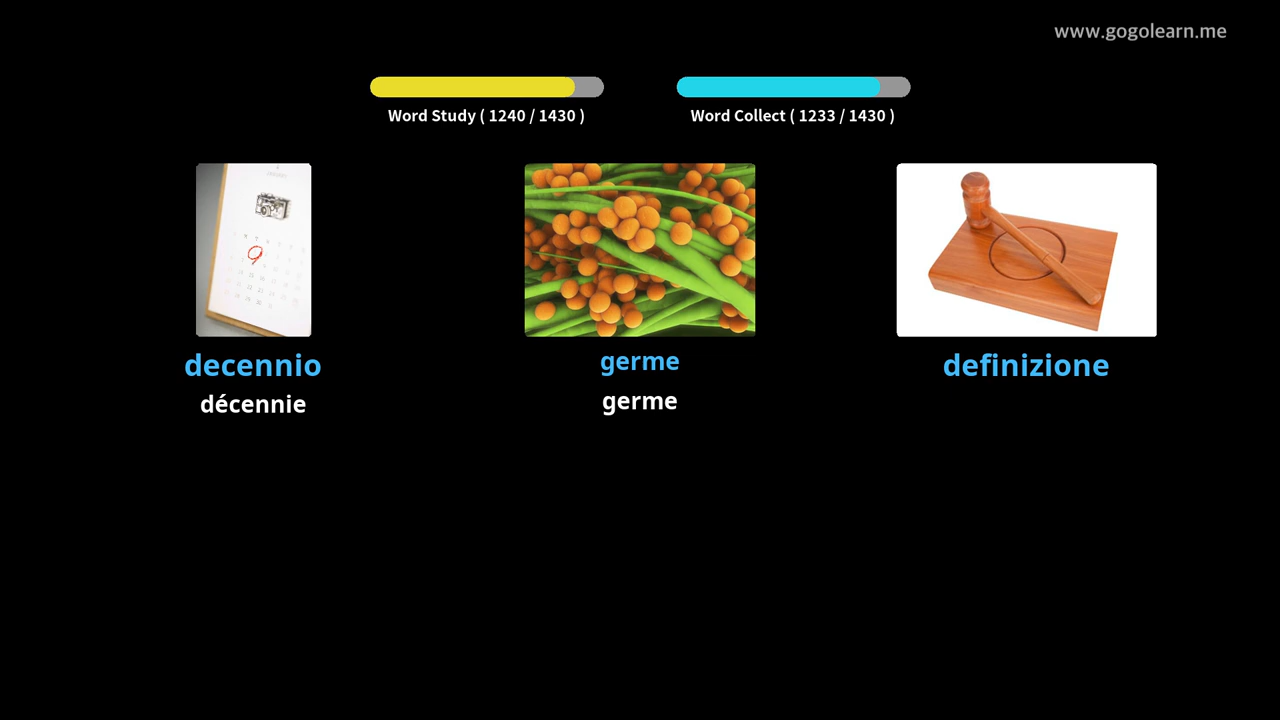 www.gogolearn.me
Word Study ( 1240 / 1430 )
Word Collect ( 1233 / 1430 )
decennio
décennie
germe
germe
definizione